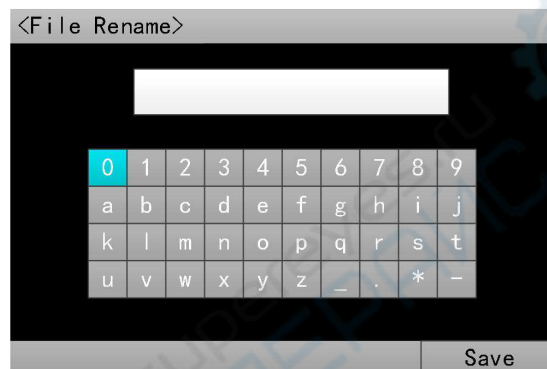 <File Rename>
0 1 2 3 4 5 6 7 8 9
a b c d e f g h i j
k l m n o p q r s t
u v w x y z _ . * -
Save